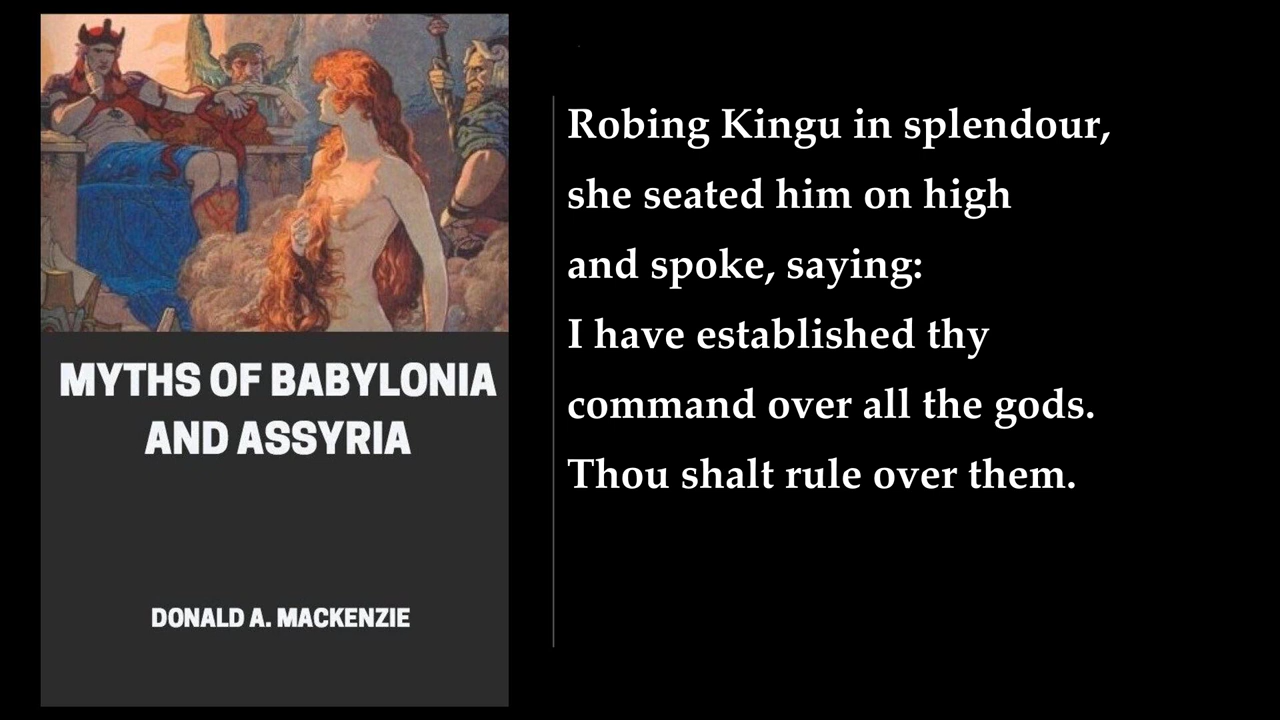 MYTHS OF BABYLONIA
AND ASSYRIA
DONALD A. MACKENZIE
Robing Kingu in splendour,
she seated him on high
and spoke, saying:
I have established thy
command over all the gods.
Thou shalt rule over them.